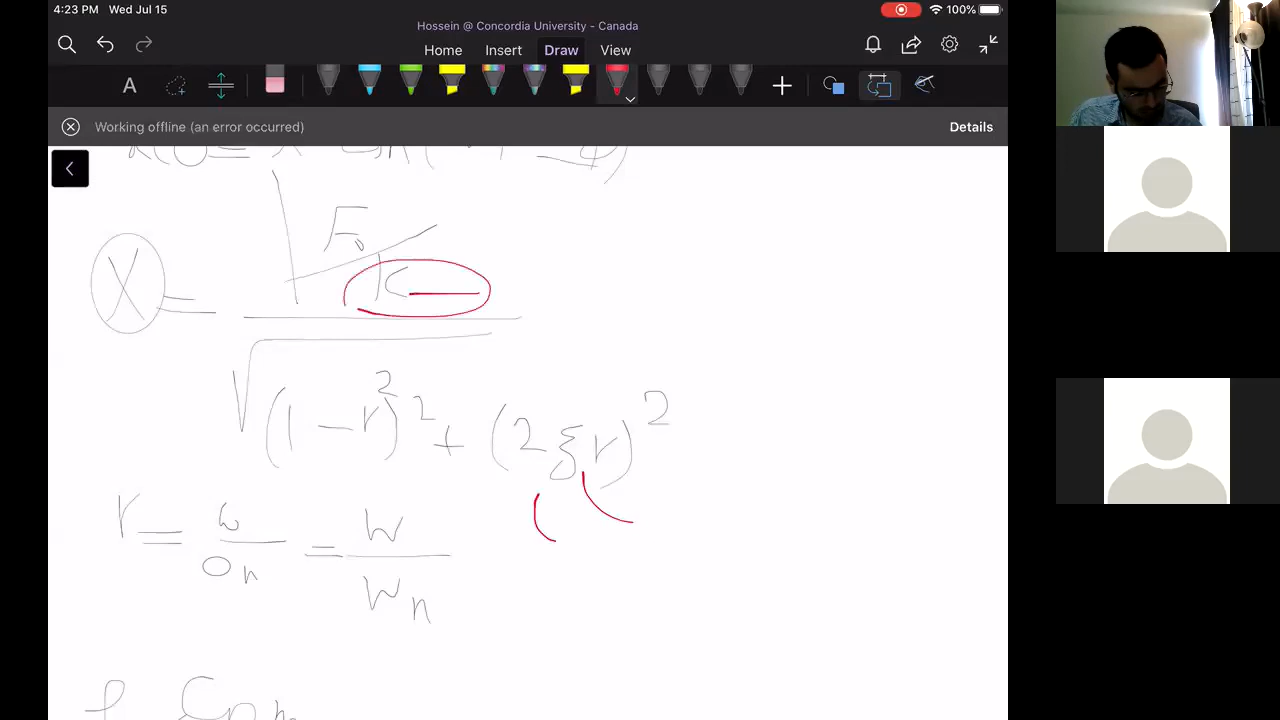 4:23 PM Wed Jul 15
100%
Hossein @ Concordia University - Canada
Home Insert Draw View
A
Working offline (an error occurred) Details
F₀
K
X =
√
(1 - r²)² + (2ξr)²
r = ω = W
0n Wn